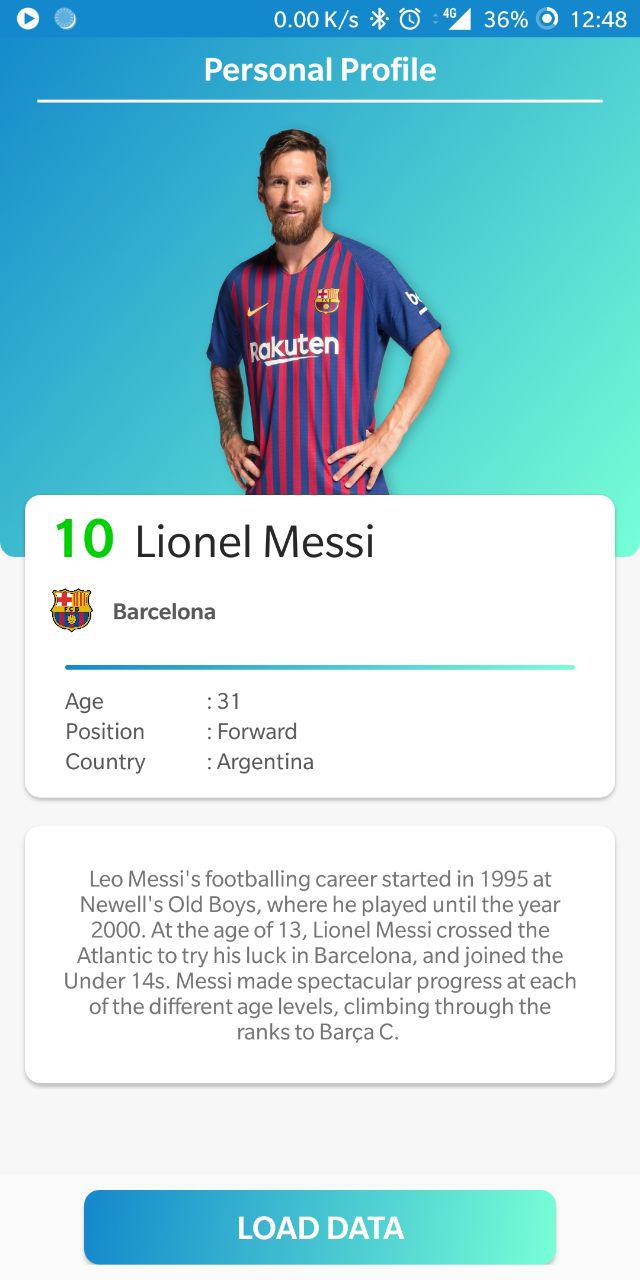 0.00 K/s 4G 36% 12:48
Personal Profile
Rakuten
10 Lionel Messi
FCB
Barcelona
Age : 31
Position : Forward
Country : Argentina
Leo Messi's footballing career started in 1995 at
Newell's Old Boys, where he played until the year
2000. At the age of 13, Lionel Messi crossed the
Atlantic to try his luck in Barcelona, and joined the
Under 14s. Messi made spectacular progress at each
of the different age levels, climbing through the
ranks to Barça C.
LOAD DATA